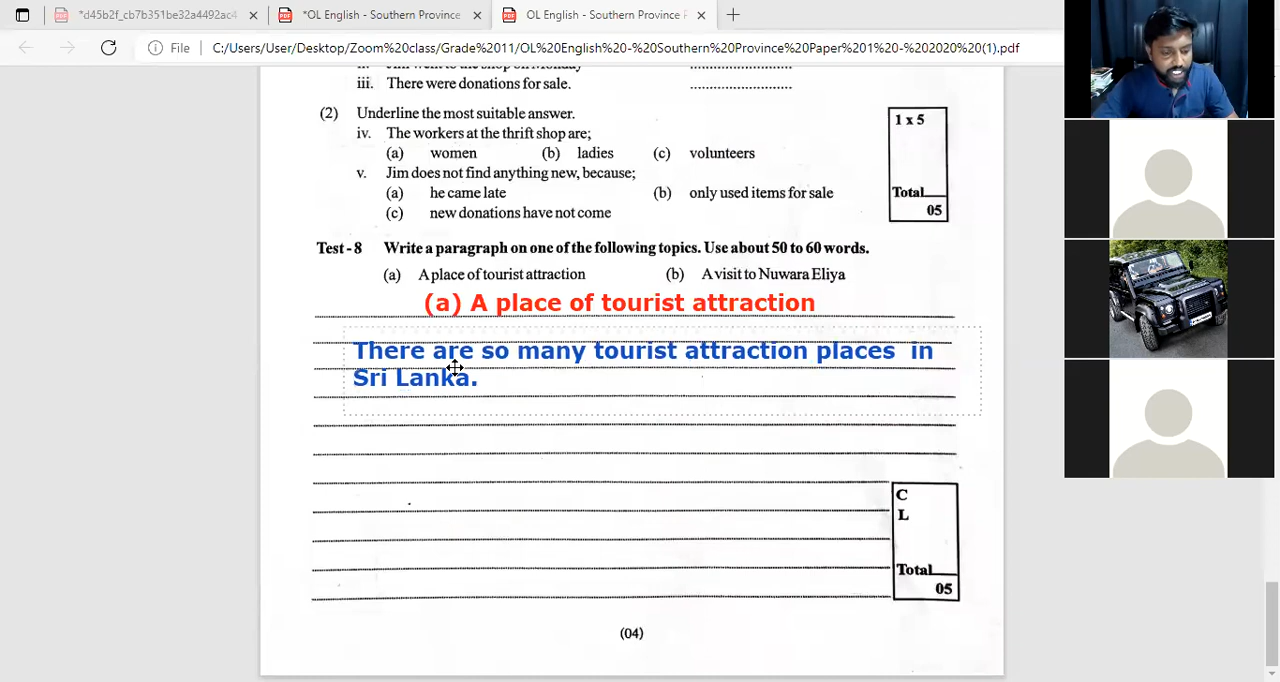 *d45b2f_cb7b351be32a4492ac4
*OL English - Southern Province
OL English - Southern Province P
File C:/Users/User/Desktop/Zoom%20class/Grade%2011/OL%20English%20-%20Southern%20Province%20Paper%201%20-%202020%20(1).pdf
iii. There were donations for sale. ..........................
(2) Underline the most suitable answer.
iv. The workers at the thrift shop are;
(a) women (b) ladies (c) volunteers
v. Jim does not find anything new, because;
(a) he came late (b) only used items for sale
(c) new donations have not come
1 x 5
Total
05
Test - 8 Write a paragraph on one of the following topics. Use about 50 to 60 words.
(a) A place of tourist attraction (b) A visit to Nuwara Eliya
(a) A place of tourist attraction
There are so many tourist attraction places in
Sri Lanka.
C
L
Total
05
(04)